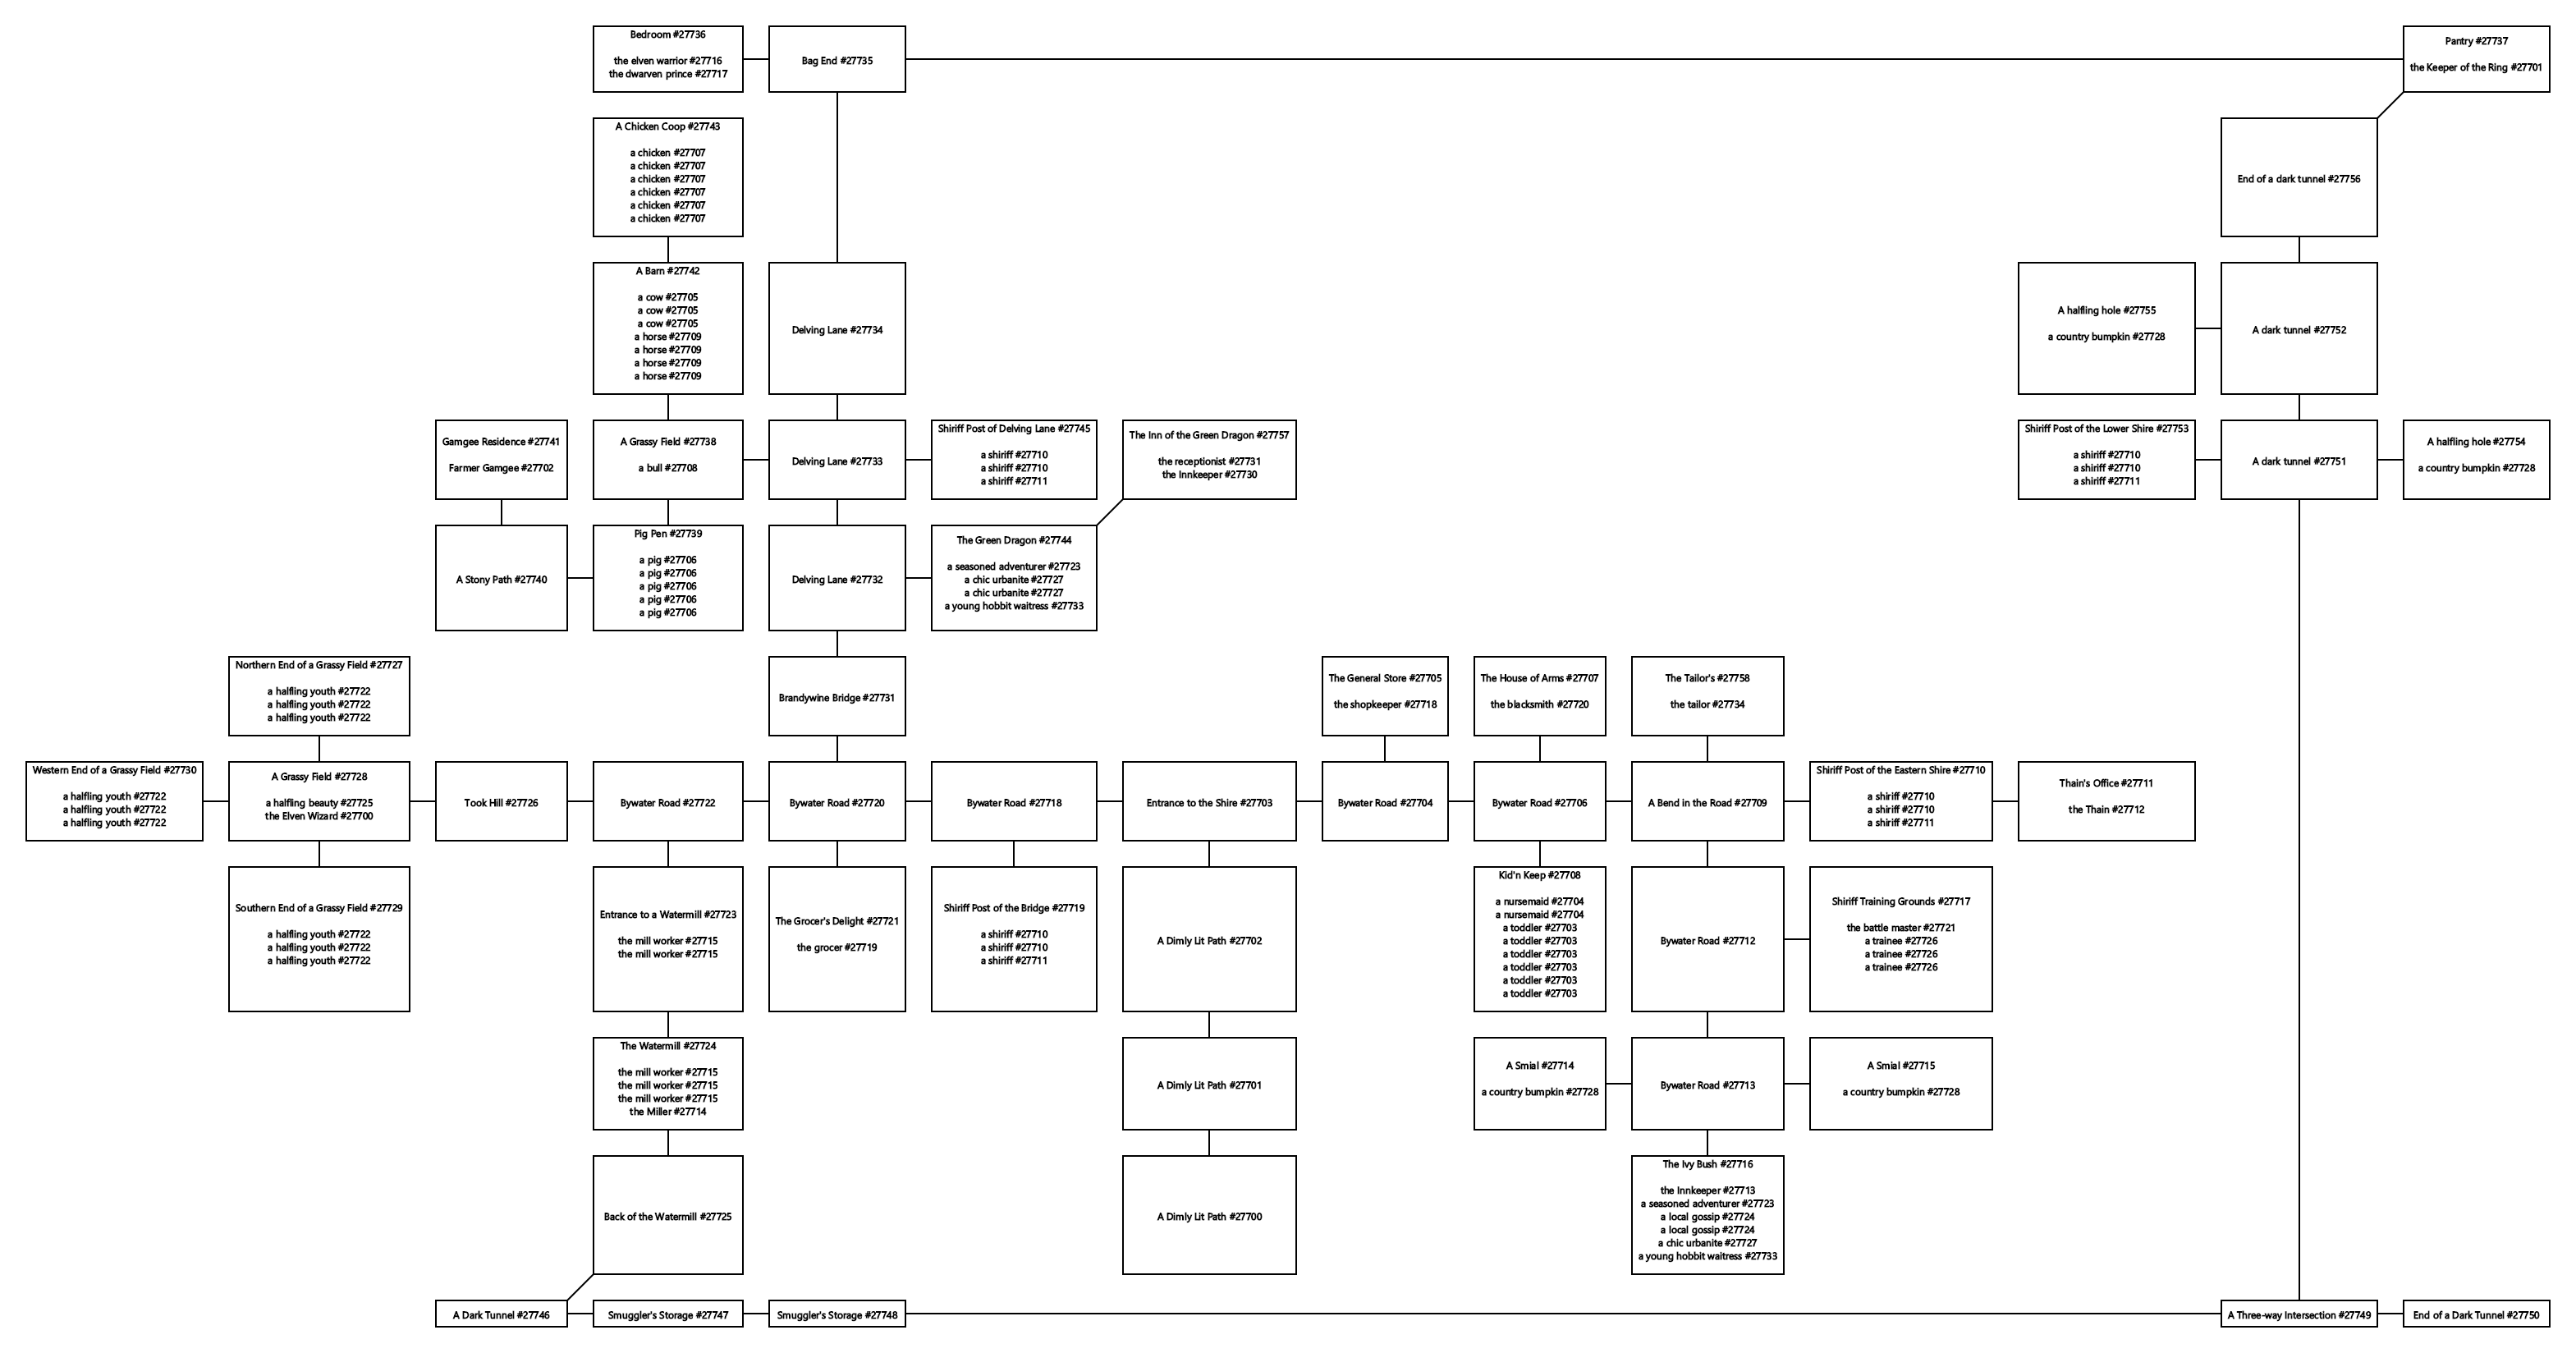 Bedroom #27736
the elven warrior #27716
the dwarven prince #27717
Bag End #27735
Pantry #27737
the Keeper of the Ring #27701
A Chicken Coop #27743
a chicken #27707
a chicken #27707
a chicken #27707
a chicken #27707
a chicken #27707
a chicken #27707
End of a dark tunnel #27756
A Barn #27742
a cow #27705
a cow #27705
a cow #27705
a horse #27709
a horse #27709
a horse #27709
a horse #27709
Delving Lane #27734
A halfling hole #27755
a country bumpkin #27728
A dark tunnel #27752
Gamgee Residence #27741
Farmer Gamgee #27702
A Grassy Field #27738
a bull #27708
Delving Lane #27733
Shiriff Post of Delving Lane #27745
a shiriff #27710
a shiriff #27710
a shiriff #27711
The Inn of the Green Dragon #27757
the receptionist #27731
the Innkeeper #27730
Shiriff Post of the Lower Shire #27753
a shiriff #27710
a shiriff #27710
a shiriff #27711
A dark tunnel #27751
A halfling hole #27754
a country bumpkin #27728
A Stony Path #27740
Pig Pen #27739
a pig #27706
a pig #27706
a pig #27706
a pig #27706
a pig #27706
Delving Lane #27732
The Green Dragon #27744
a seasoned adventurer #27723
a chic urbanite #27727
a chic urbanite #27727
a young hobbit waitress #27733
Northern End of a Grassy Field #27727
a halfling youth #27722
a halfling youth #27722
a halfling youth #27722
Brandywine Bridge #27731
The General Store #27705
the shopkeeper #27718
The House of Arms #27707
the blacksmith #27720
The Tailor's #27758
the tailor #27734
Western End of a Grassy Field #27730
a halfling youth #27722
a halfling youth #27722
a halfling youth #27722
A Grassy Field #27728
a halfling beauty #27725
the Elven Wizard #27700
Took Hill #27726
Bywater Road #27722
Bywater Road #27720
Bywater Road #27718
Entrance to the Shire #27703
Bywater Road #27704
Bywater Road #27706
A Bend in the Road #27709
Shiriff Post of the Eastern Shire #27710
a shiriff #27710
a shiriff #27710
a shiriff #27711
Thain's Office #27711
the Thain #27712
Southern End of a Grassy Field #27729
a halfling youth #27722
a halfling youth #27722
a halfling youth #27722
Entrance to a Watermill #27723
the mill worker #27715
the mill worker #27715
The Grocer's Delight #27721
the grocer #27719
Shiriff Post of the Bridge #27719
a shiriff #27710
a shiriff #27710
a shiriff #27711
A Dimly Lit Path #27702
Kid'n Keep #27708
a nursemaid #27704
a nursemaid #27704
a toddler #27703
a toddler #27703
a toddler #27703
a toddler #27703
a toddler #27703
a toddler #27703
Bywater Road #27712
Shiriff Training Grounds #27717
the battle master #27721
a trainee #27726
a trainee #27726
a trainee #27726
The Watermill #27724
the mill worker #27715
the mill worker #27715
the mill worker #27715
the Miller #27714
A Dimly Lit Path #27701
A Smial #27714
a country bumpkin #27728
Bywater Road #27713
A Smial #27715
a country bumpkin #27728
Back of the Watermill #27725
A Dimly Lit Path #27700
The Ivy Bush #27716
the Innkeeper #27713
a seasoned adventurer #27723
a local gossip #27724
a local gossip #27724
a chic urbanite #27727
a young hobbit waitress #27733
A Dark Tunnel #27746
Smuggler's Storage #27747
Smuggler's Storage #27748
A Three-way Intersection #27749
End of a Dark Tunnel #27750